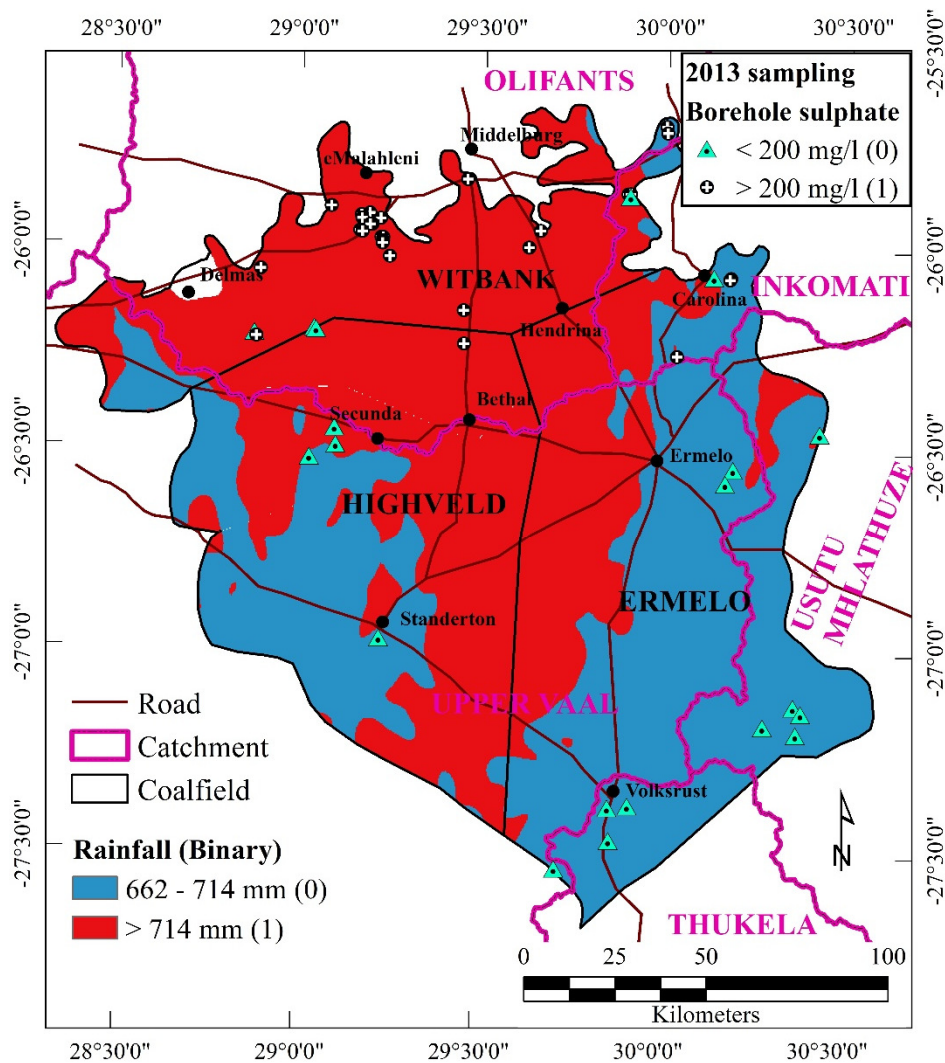 28°30'0"
29°0'0"
29°30'0"
30°0'0"
-25°30'0"
2013 sampling
Borehole sulphate
< 200 mg/l (0)
> 200 mg/l (1)
OLIFANTS
Middelburg
eMalahleni
-26°0'0"
-26°0'0"
Delmas
WITBANK
Carolina
INKOMATI
Hendrina
Secunda
Bethal
-26°30'0"
-26°30'0"
Ermelo
HIGHVELD
USUTU
MHLATHUZE
ERMELO
Standerton
-27°0'0"
-27°0'0"
Road
UPPER VAAL
Catchment
Coalfield
Volksrust
Rainfall (Binary)
-27°30'0"
-27°30'0"
N
662 - 714 mm (0)
> 714 mm (1)
THUKELA
0 25 50 100
Kilometers
28°30'0"
29°0'0"
29°30'0"
30°0'0"
30°30'0"